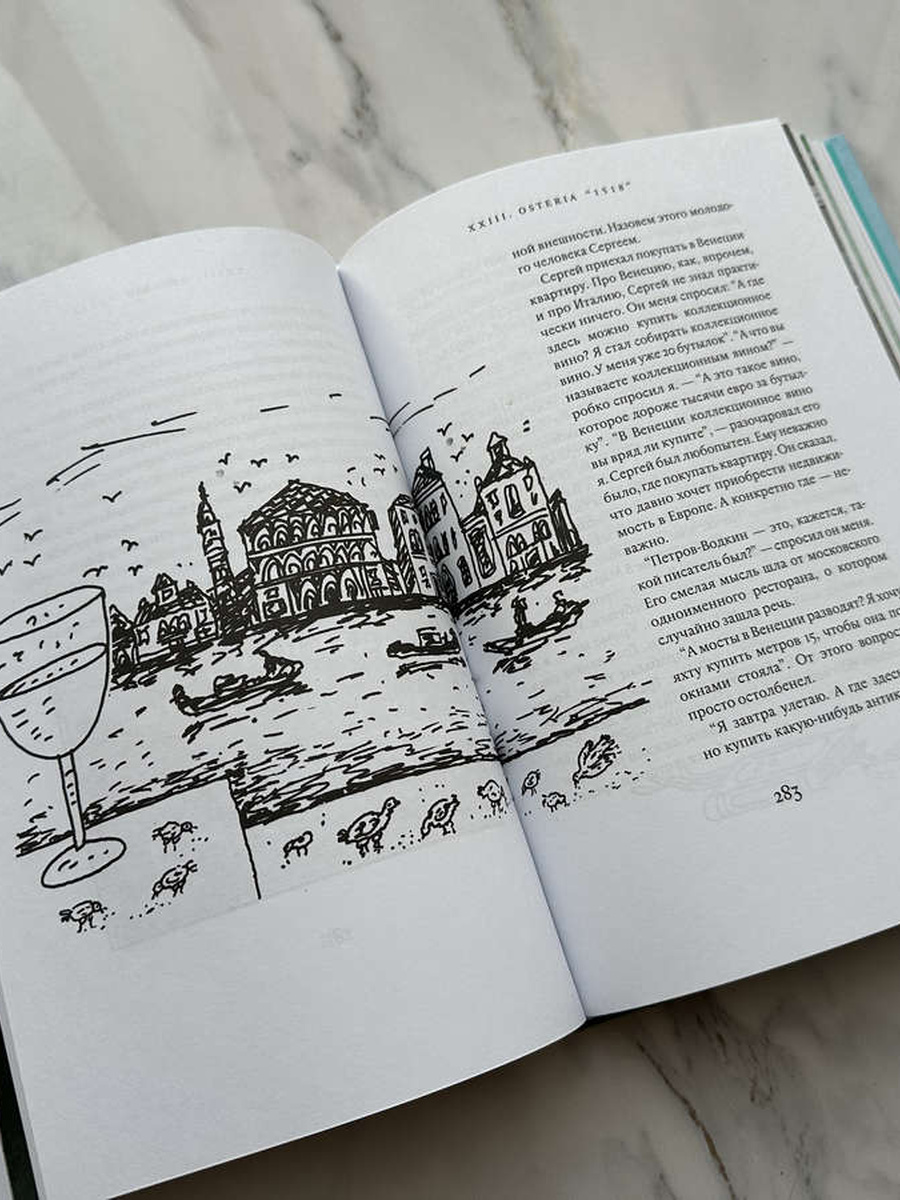 XXIII. OSTERIA “1518”
ной внешности. Назовем этого молодо-
го человека Сергеем.
Сергей приехал покупать в Венеции
квартиру. Про Венецию, как, впрочем,
и про Италию, Сергей не знал практи-
чески ничего. Он меня спросил: “А где
здесь можно купить коллекционное
вино? Я стал собирать коллекционное
вино. У меня уже 20 бутылок”. “А что вы
называете коллекционным вином?” —
робко спросил я. — “А это такое вино,
которое дороже тысячи евро за бутыл-
ку”. “В Венеции коллекционное вино
вы вряд ли купите”, — разочаровал его
я. Сергей был любопытен. Ему неважно
было, где покупать квартиру. Он сказал,
что давно хочет приобрести недвижи-
мость в Европе. А конкретно где — не-
важно.
“Петров-Водкин — это, кажется, та-
кой писатель был?” — спросил он меня.
Его смелая мысль шла от московского
одноименного ресторана, о котором
случайно зашла речь.
“А мосты в Венеции разводят? Я хочу
яхту купить метров 15, чтобы она по
окнами стояла”. От этого вопрос
просто остолбенел.
“Я завтра улетаю. А где здес
но купить какую-нибудь антик
283